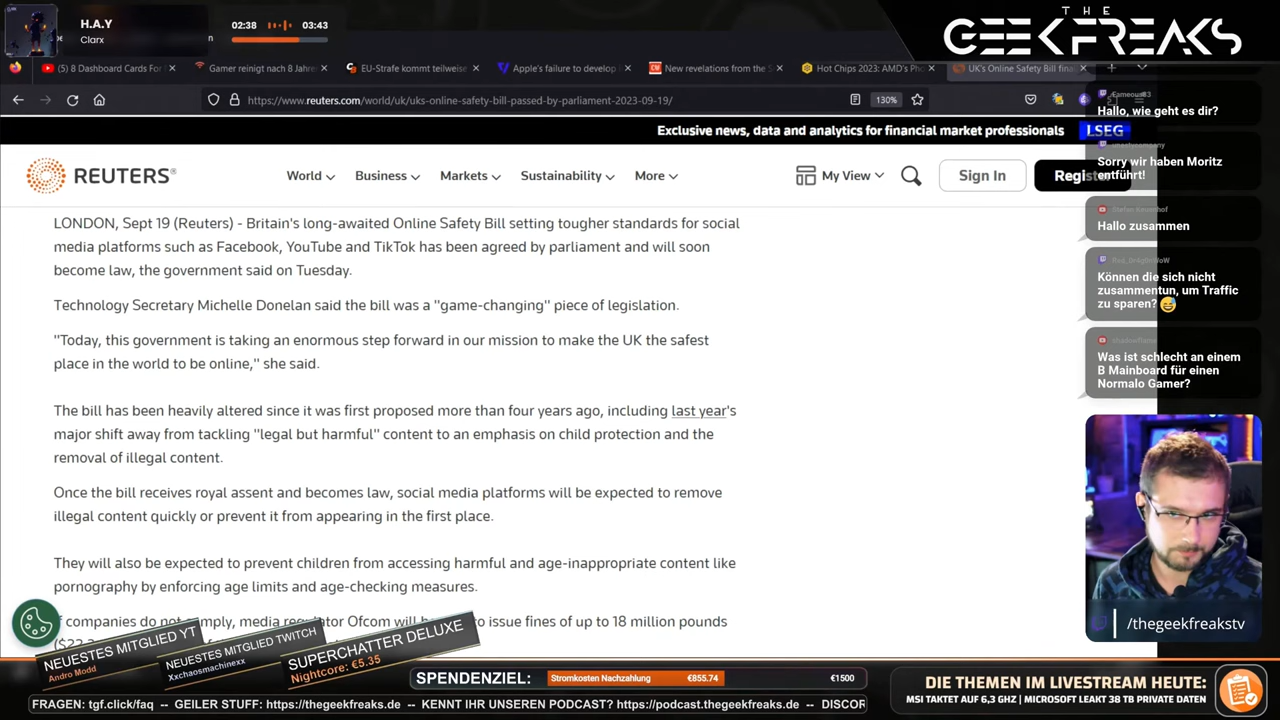 H.A.Y
Clarx
02:38
03:43
THE
GEEKFREAKS
(5) 8 Dashboard Cards For
Gamer reinigt nach 8 Jahre
EU-Strafe kommt teilweise
Apple's failure to develop
New revelations from the S
Hot Chips 2023: AMD's Ph
UK's Online Safety Bill fina
https://www.reuters.com/world/uk/uks-online-safety-bill-passed-by-parliament-2023-09-19/
130%
Exclusive news, data and analytics for financial market professionals
LSEG
REUTERS®
World
Business
Markets
Sustainability
More
My View
Sign In
Register
LONDON, Sept 19 (Reuters) - Britain's long-awaited Online Safety Bill setting tougher standards for social
media platforms such as Facebook, YouTube and TikTok has been agreed by parliament and will soon
become law, the government said on Tuesday.
Technology Secretary Michelle Donelan said the bill was a "game-changing" piece of legislation.
"Today, this government is taking an enormous step forward in our mission to make the UK the safest
place in the world to be online," she said.
The bill has been heavily altered since it was first proposed more than four years ago, including last year's
major shift away from tackling "legal but harmful" content to an emphasis on child protection and the
removal of illegal content.
Once the bill receives royal assent and becomes law, social media platforms will be expected to remove
illegal content quickly or prevent it from appearing in the first place.
They will also be expected to prevent children from accessing harmful and age-inappropriate content like
pornography by enforcing age limits and age-checking measures.
companies do not comply, media regulator Ofcom will be to issue fines of up to 18 million pounds
Fameous83
Hallo, wie geht es dir?
Sorry wir haben Moritz
entführt!
Hallo zusammen
Können die sich nicht
zusammentun, um Traffic
zu sparen? 😅
shadowflame
Was ist schlecht an einem
B Mainboard für einen
Normalo Gamer?
/thegeekfreakstv
NEUESTES MITGLIED YT
Andro Modd
NEUESTES MITGLIED TWITCH
Xxchaosmachinexx
SUPERCHATTER DELUXE
Nightcore: €5.35
SPENDENZIEL:
Stromkosten Nachzahlung
€855.74
€1500
DIE THEMEN IM LIVESTREAM HEUTE:
MSI TAKTET AUF 6,3 GHZ | MICROSOFT LEAKT 38 TB PRIVATE DATEN
FRAGEN: tgf.click/faq -- GEILER STUFF: https://thegeekfreaks.de -- KENNT IHR UNSEREN PODCAST? https://podcast.thegeekfreaks.de -- DISCOR